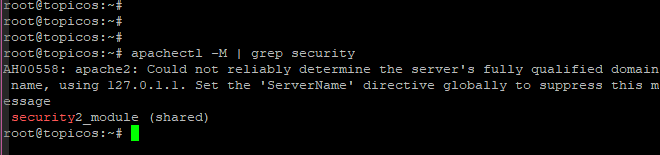 root@topicos:~#
root@topicos:~#
root@topicos:~#
root@topicos:~# apachectl -M | grep security
AH00558: apache2: Could not reliably determine the server's fully qualified domain
 name, using 127.0.1.1. Set the 'ServerName' directive globally to suppress this m
essage
 security2_module (shared)
root@topicos:~#